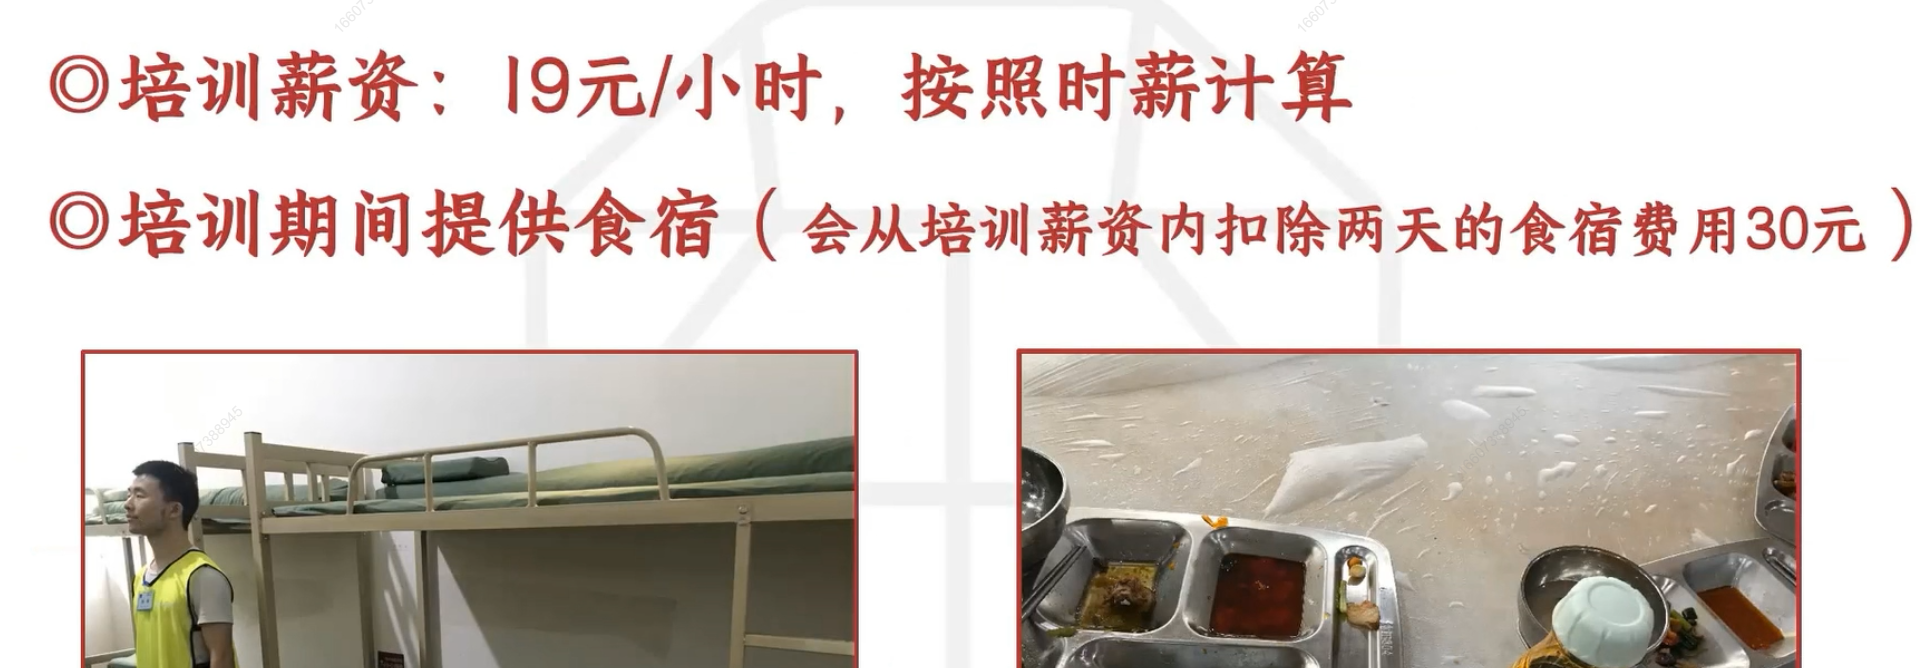 ◎培训薪资：19元/小时，按照时薪计算
◎培训期间提供食宿（会从培训薪资内扣除两天的食宿费用30元）